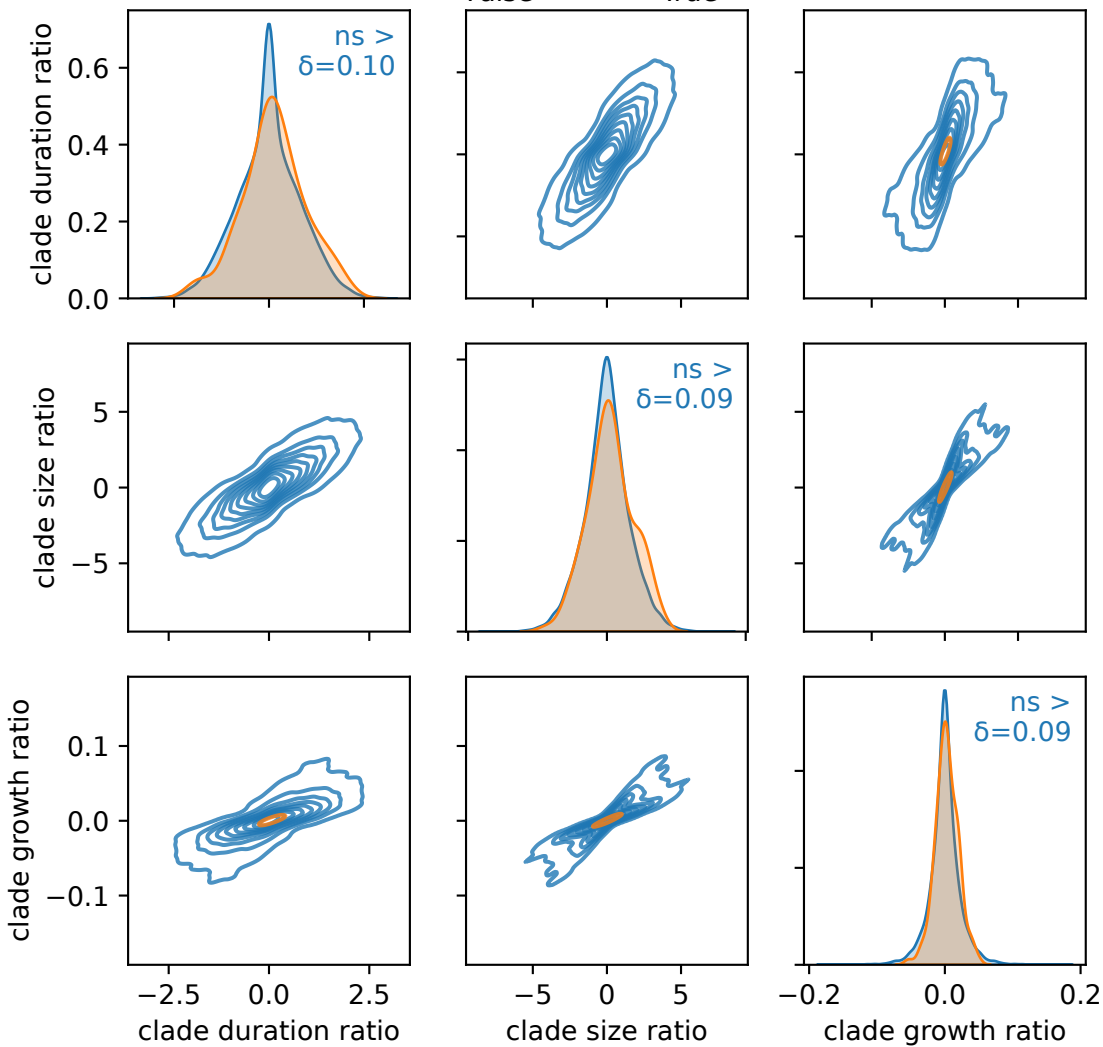 ns >
δ=0.10
clade duration ratio
0.6
0.4
0.2
0.0
ns >
δ=0.09
clade size ratio
5
0
−5
ns >
δ=0.09
clade growth ratio
0.1
0.0
−0.1
−2.5 0.0 2.5 −5 0 5 −0.2 0.0 0.2
clade duration ratio clade size ratio clade growth ratio